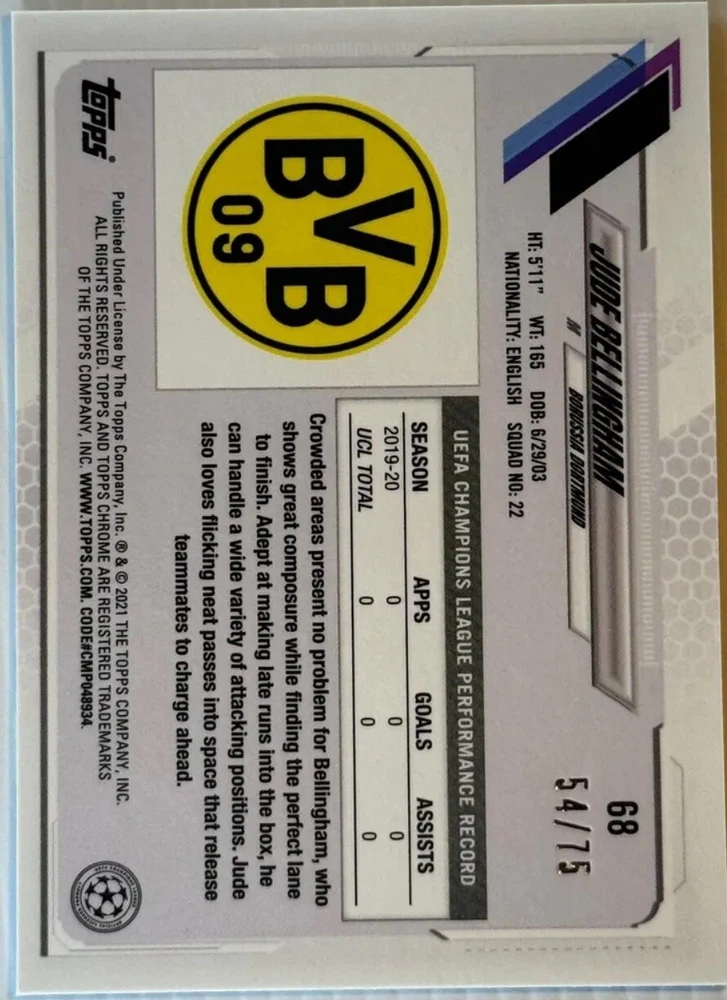 68
54/75
JUDE BELLINGHAM
M
BORUSSIA DORTMUND
HT: 5'11" WT: 165 DOB: 6/29/03
NATIONALITY: ENGLISH SQUAD NO: 22
BVB
09
UEFA CHAMPIONS LEAGUE PERFORMANCE RECORD
SEASON APPS GOALS ASSISTS
2019-20 0 0 0
UCL TOTAL 0 0 0
Crowded areas present no problem for Bellingham, who
shows great composure while finding the perfect lane
to finish. Adept at making late runs into the box, he
can handle a wide variety of attacking positions. Jude
also loves flicking neat passes into space that release
teammates to charge ahead.
topps®
Published Under License by The Topps Company, Inc. ® & © 2021 THE TOPPS COMPANY, INC.
ALL RIGHTS RESERVED. TOPPS AND TOPPS CHROME ARE REGISTERED TRADEMARKS
OF THE TOPPS COMPANY, INC. WWW.TOPPS.COM. CODE#CMP048934.